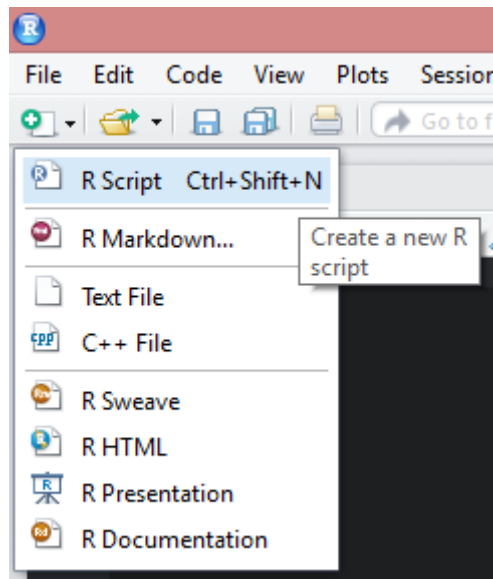 R
File Edit Code View Plots Session
Go to f
R Script Ctrl+Shift+N
R Markdown...
Create a new R
script
Text File
C++ File
R Sweave
R HTML
R Presentation
R Documentation